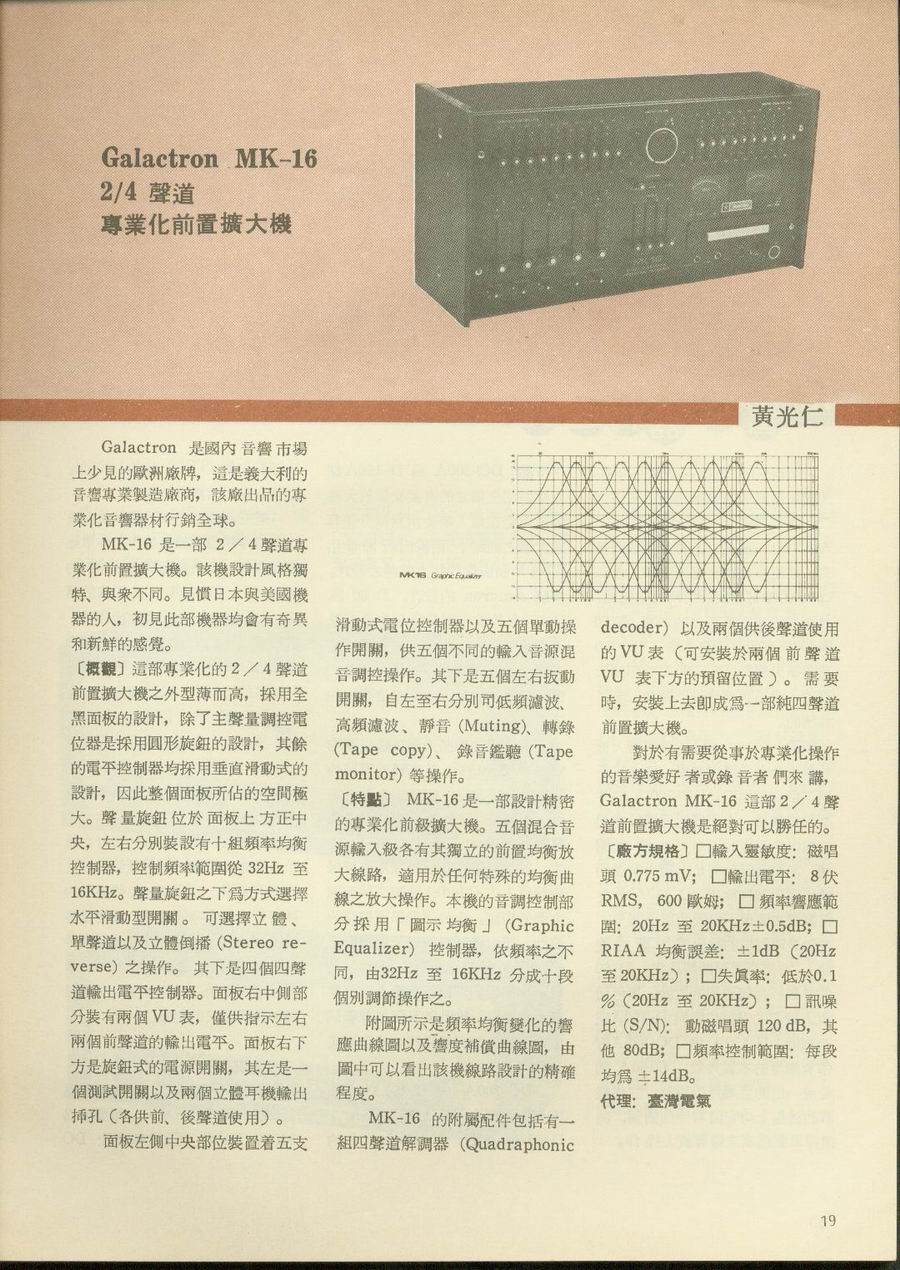 Galactron MK-16
2/4 聲道
專業化前置擴大機
黃光仁
Galactron 是國內音響市場
上少見的歐洲廠牌，這是義大利的
音響專業製造廠商，該廠出品的專
業化音響器材行銷全球。
MK-16 是一部 2／4聲道專
業化前置擴大機。該機設計風格獨
特、與衆不同。見慣日本與美國機
器的人，初見此部機器均會有奇異
和新鮮的感覺。
〔概觀〕這部專業化的2／4聲道
前置擴大機之外型薄而高，採用全
黑面板的設計，除了主聲量調控電
位器是採用圓形旋鈕的設計，其餘
的電平控制器均採用垂直滑動式的
設計，因此整個面板所佔的空間極
大。聲量旋鈕位於面板上方正中
央，左右分別裝設有十組頻率均衡
控制器，控制頻率範圍從 32Hz 至
16KHz。聲量旋鈕之下爲方式選擇
水平滑動型開關。可選擇立體、
單聲道以及立體倒播 (Stereo re-
verse) 之操作。其下是四個四聲
道輸出電平控制器。面板右中側部
分裝有兩個VU表，僅供指示左右
兩個前聲道的輸出電平。面板右下
方是旋鈕式的電源開關，其左是一
個測試開關以及兩個立體耳機輸出
揷孔（各供前、後聲道使用）。
面板左側中央部位裝置着五支
MK16 Graphic Equalizer
滑動式電位控制器以及五個單動操
作開關，供五個不同的輸入音源混
音調控操作。其下是五個左右扳動
開關，自左至右分別司低頻濾波、
高頻濾波、靜音 (Muting)、轉錄
(Tape copy)、 錄音鑑聽 (Tape
monitor) 等操作。
〔特點〕 MK-16是一部設計精密
的專業化前級擴大機。五個混合音
源輸入級各有其獨立的前置均衡放
大線路，適用於任何特殊的均衡曲
線之放大操作。本機的音調控制部
分採用「圖示均衡」 (Graphic
Equalizer) 控制器，依頻率之不
同，由32Hz 至 16KHz 分成十段
個別調節操作之。
附圖所示是頻率均衡變化的響
應曲線圖以及響度補償曲線圖，由
圖中可以看出該機線路設計的精確
程度。
MK-16 的附屬配件包括有一
組四聲道解調器 (Quadraphonic
decoder) 以及兩個供後聲道使用
的VU表（可安裝於兩個前聲道
VU 表下方的預留位置）。需要
時，安裝上去卽成爲一部純四聲道
前置擴大機。
對於有需要從事於專業化操作
的音樂愛好者或錄音者們來講，
Galactron MK-16 這部2／4聲
道前置擴大機是絕對可以勝任的。
〔廠方規格〕□輸入靈敏度：磁唱
頭 0.775 mV； □輸出電平： 8伏
RMS， 600 歐姆； □ 頻率響應範
圍： 20Hz 至 20KHz±0.5dB； □
RIAA 均衡誤差： ±1dB （20Hz
至20KHz）；□失眞率：低於0.1
%（20Hz 至 20KHz）；□訊噪
比 (S/N)： 動磁唱頭 120 dB， 其
他 80dB；□頻率控制範圍：每段
均爲 ±14dB。
代理：臺灣電氣
19